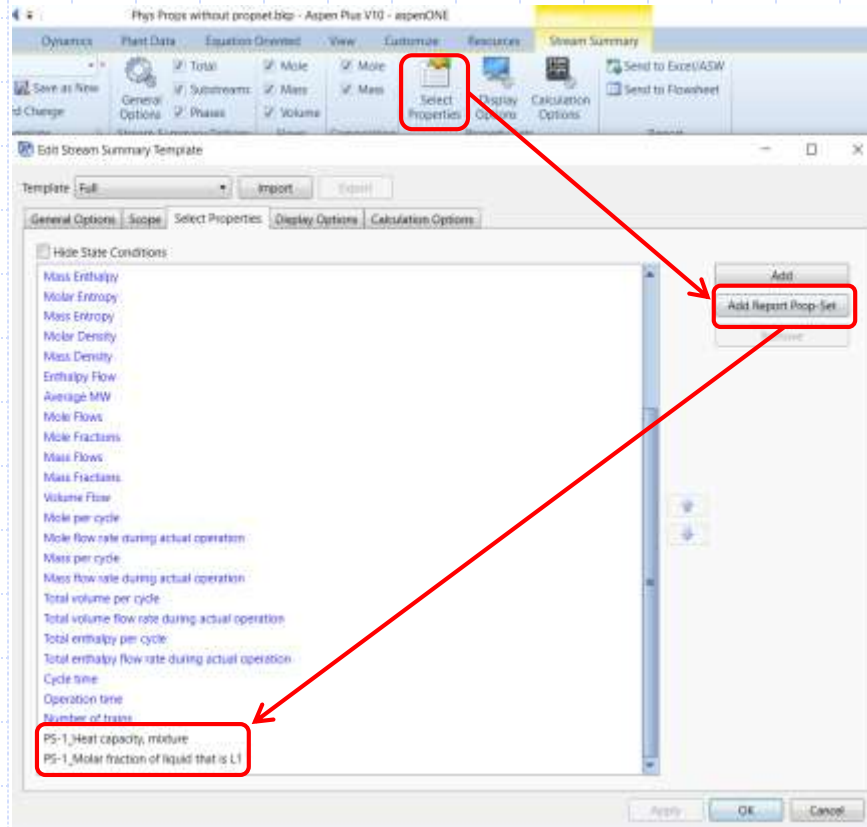 Phys Props without propset.bkp - Aspen Plus V10 - aspenONE
Dynamics Plant Data Equation Oriented View Customize Resources Stream Summary
Save as New
d Change
General Options
Total
Substreams
Phases
Mole
Mass
Volume
Mole
Mass
Select Properties
Display Options
Calculation Options
Send to Excel/ASW
Send to Flowsheet
Edit Stream Summary Template
Template Full Import Export
General Options Scope Select Properties Display Options Calculation Options
Hide State Conditions
Mass Enthalpy
Molar Entropy
Mass Entropy
Molar Density
Mass Density
Enthalpy Flow
Average MW
Mole Flows
Mole Fractions
Mass Flows
Mass Fractions
Volume Flow
Mole per cycle
Mole flow rate during actual operation
Mass per cycle
Mass flow rate during actual operation
Total volume per cycle
Total volume flow rate during actual operation
Total enthalpy per cycle
Total enthalpy flow rate during actual operation
Cycle time
Operation time
Number of trains
PS-1_Heat capacity, mixture
PS-1_Molar fraction of liquid that is L1
Add
Add Report Prop-Set
Remove
Apply OK Cancel